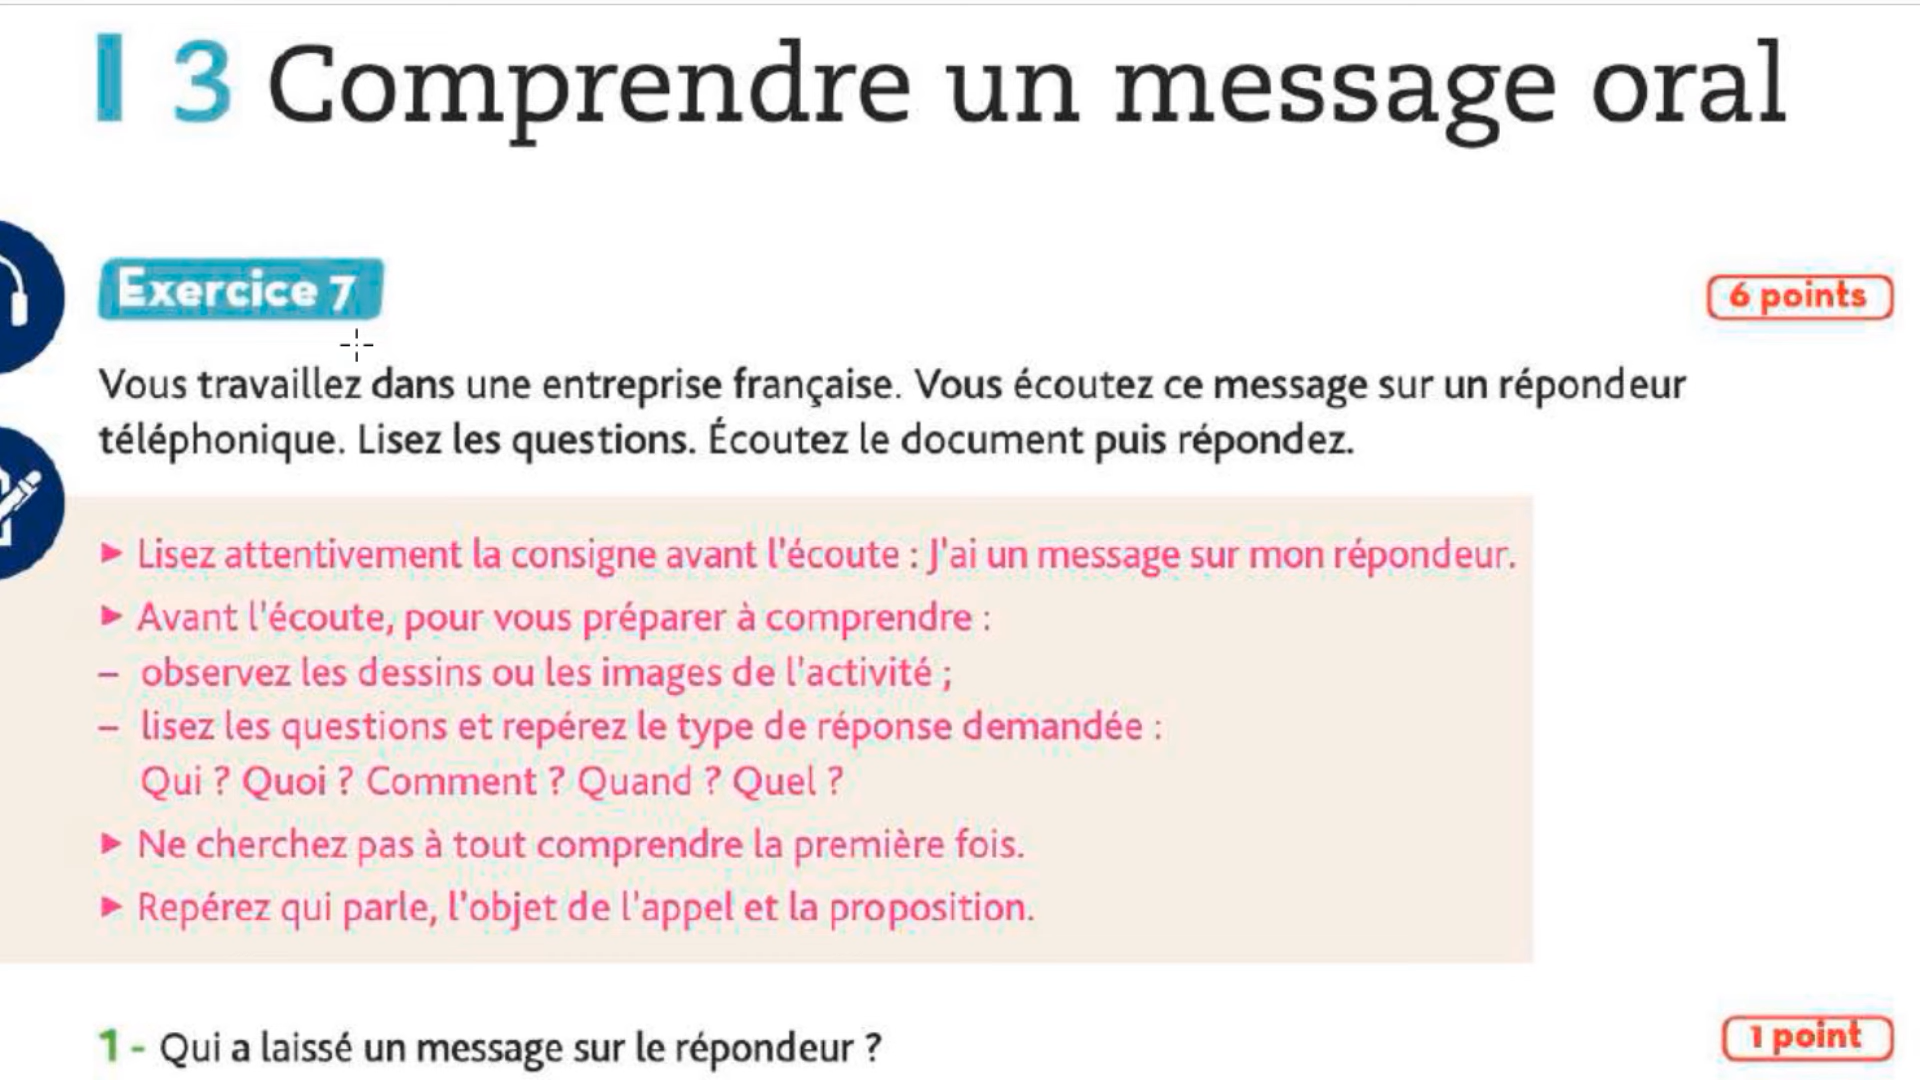 3 Comprendre un message oral
Exercice 7
6 points
Vous travaillez dans une entreprise française. Vous écoutez ce message sur un répondeur
téléphonique. Lisez les questions. Écoutez le document puis répondez.
► Lisez attentivement la consigne avant l'écoute : J'ai un message sur mon répondeur.
► Avant l'écoute, pour vous préparer à comprendre :
– observez les dessins ou les images de l'activité ;
– lisez les questions et repérez le type de réponse demandée :
Qui ? Quoi ? Comment ? Quand ? Quel ?
► Ne cherchez pas à tout comprendre la première fois.
► Repérez qui parle, l'objet de l'appel et la proposition.
1 - Qui a laissé un message sur le répondeur ?
1 point